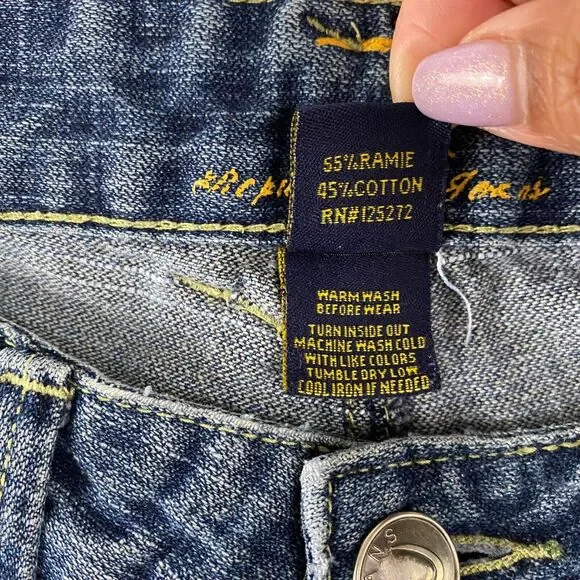 55% RAMIE
45% COTTON
RN# 125272
WARM WASH
BEFORE WEAR
TURN INSIDE OUT
MACHINE WASH COLD
WITH LIKE COLORS
TUMBLE DRY LOW
COOL IRON IF NEEDED